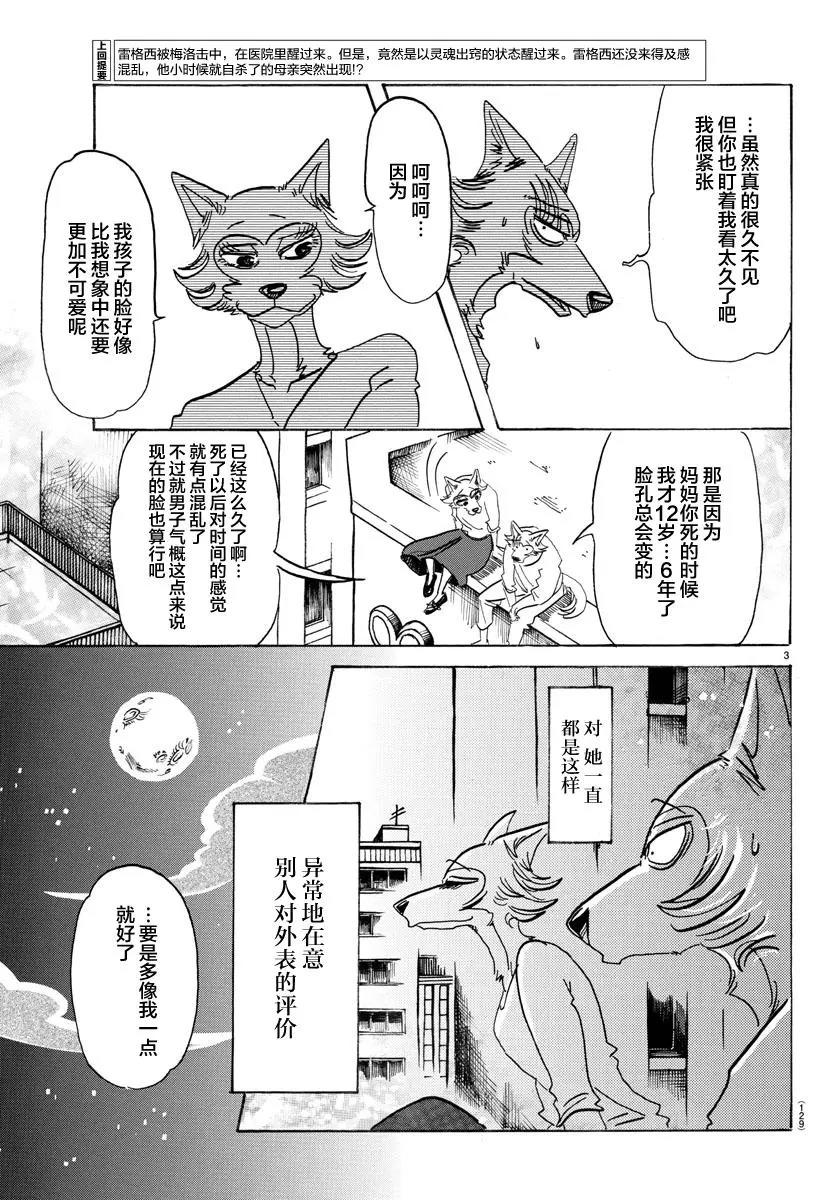 上回提要
雷格西被梅洛击中，在医院里醒过来。但是，竟然是以灵魂出窍的状态醒过来。雷格西还没来得及感
混乱，他小时候就自杀了的母亲突然出现!?
…虽然真的很久不见
但你也盯着我看太久了吧
我很紧张
呵呵呵…
因为
我孩子的脸好像
比我想象中还要
更加不可爱呢
那是因为
妈妈你死的时候
我才12岁…6年了
脸孔总会变的
已经这么久了啊…
死了以后对时间的感觉
就有点混乱了
不过就男子气概这点来说
现在的脸也算行吧
3
对 她一直
都是这样
异常地在意
别人对外表的评价
…要是多像我一点
就好了
(129)